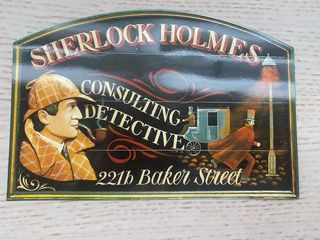 SHERLOCK HOLMES
CONSULTING
DETECTIVE
221b Baker Street